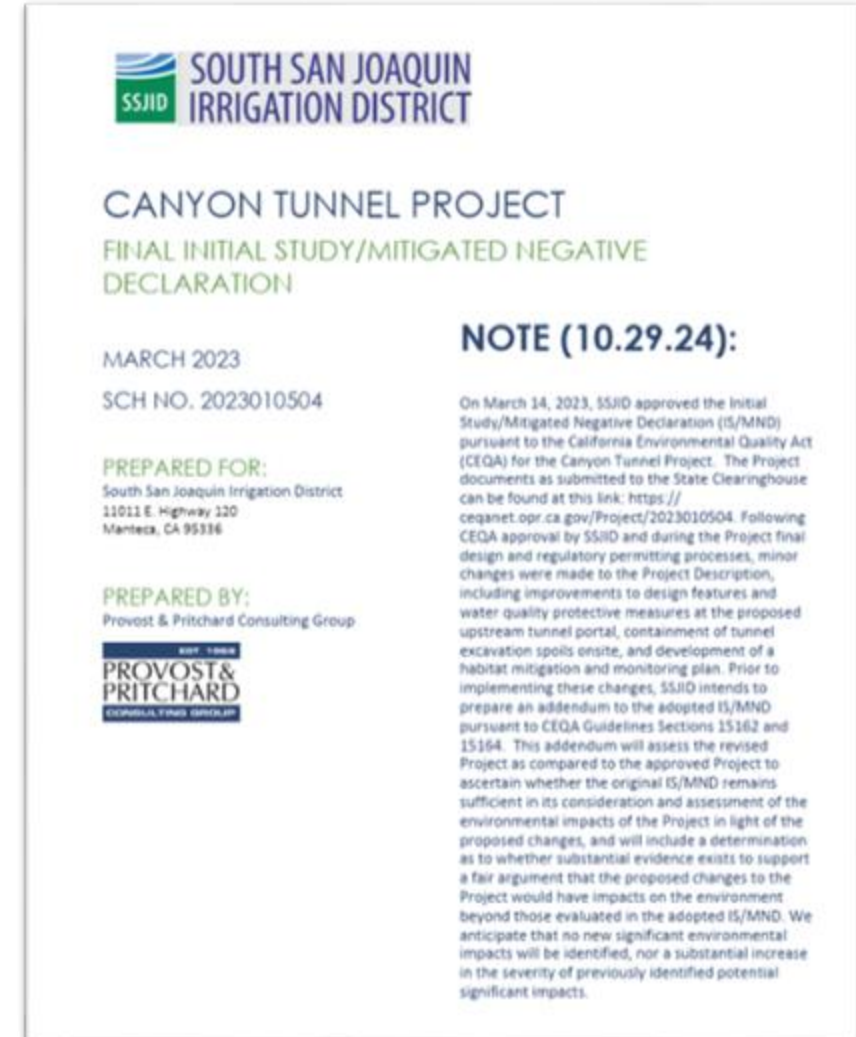 SSJID
SOUTH SAN JOAQUIN
IRRIGATION DISTRICT
CANYON TUNNEL PROJECT
FINAL INITIAL STUDY/MITIGATED NEGATIVE
DECLARATION
MARCH 2023
SCH NO. 2023010504
PREPARED FOR:
South San Joaquin Irrigation District
11011 E. Highway 120
Manteca, CA 95336
PREPARED BY:
Provost & Pritchard Consulting Group
EST. 1968
PROVOST&
PRITCHARD
CONSULTING GROUP
NOTE (10.29.24):
On March 14, 2023, SSJID approved the Initial
Study/Mitigated Negative Declaration (IS/MND)
pursuant to the California Environmental Quality Act
(CEQA) for the Canyon Tunnel Project. The Project
documents as submitted to the State Clearinghouse
can be found at this link: https://
ceqanet.opr.ca.gov/Project/2023010504. Following
CEQA approval by SSJID and during the Project final
design and regulatory permitting processes, minor
changes were made to the Project Description,
including improvements to design features and
water quality protective measures at the proposed
upstream tunnel portal, containment of tunnel
excavation spoils onsite, and development of a
habitat mitigation and monitoring plan. Prior to
implementing these changes, SSJID intends to
prepare an addendum to the adopted IS/MND
pursuant to CEQA Guidelines Sections 15162 and
15164. This addendum will assess the revised
Project as compared to the approved Project to
ascertain whether the original IS/MND remains
sufficient in its consideration and assessment of the
environmental impacts of the Project in light of the
proposed changes, and will include a determination
as to whether substantial evidence exists to support
a fair argument that the proposed changes to the
Project would have impacts on the environment
beyond those evaluated in the adopted IS/MND. We
anticipate that no new significant environmental
impacts will be identified, nor a substantial increase
in the severity of previously identified potential
significant impacts.